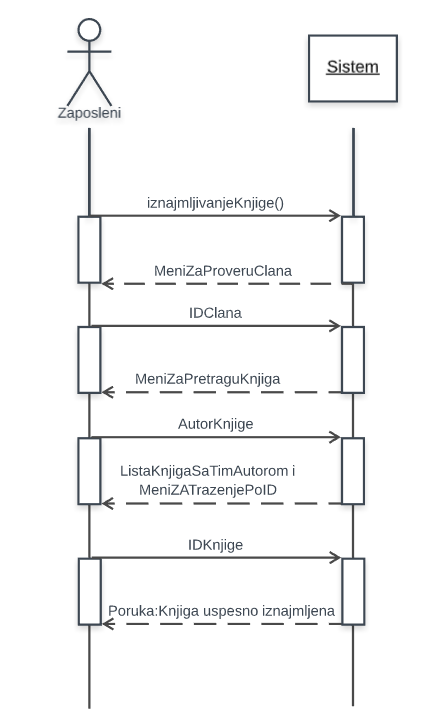 Zaposleni
Sistem
iznajmljivanjeKnjige()
MeniZaProveruClana
IDClana
MeniZaPretraguKnjiga
AutorKnjige
ListaKnjigaSaTimAutorom i
MeniZATrazenjePoID
IDKnjige
Poruka:Knjiga uspesno iznajmljena